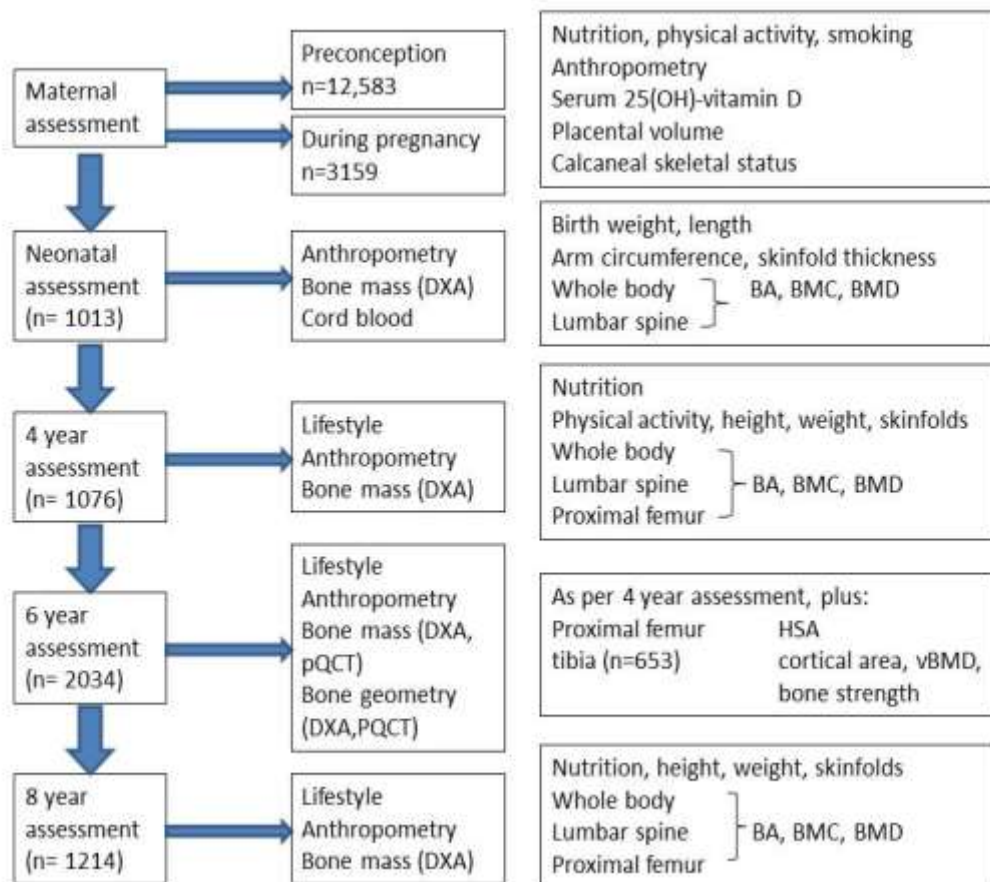 Maternal
assessment
Preconception
n=12,583
During pregnancy
n=3159
Nutrition, physical activity, smoking
Anthropometry
Serum 25(OH)-vitamin D
Placental volume
Calcaneal skeletal status
Neonatal
assessment
(n= 1013)
Anthropometry
Bone mass (DXA)
Cord blood
Birth weight, length
Arm circumference, skinfold thickness
Whole body
Lumbar spine
BA, BMC, BMD
4 year
assessment
(n= 1076)
Lifestyle
Anthropometry
Bone mass (DXA)
Nutrition
Physical activity, height, weight, skinfolds
Whole body
Lumbar spine
Proximal femur
BA, BMC, BMD
6 year
assessment
(n= 2034)
Lifestyle
Anthropometry
Bone mass (DXA,
pQCT)
Bone geometry
(DXA,PQCT)
As per 4 year assessment, plus:
Proximal femur HSA
tibia (n=653) cortical area, vBMD,
bone strength
8 year
assessment
(n= 1214)
Lifestyle
Anthropometry
Bone mass (DXA)
Nutrition, height, weight, skinfolds
Whole body
Lumbar spine
Proximal femur
BA, BMC, BMD